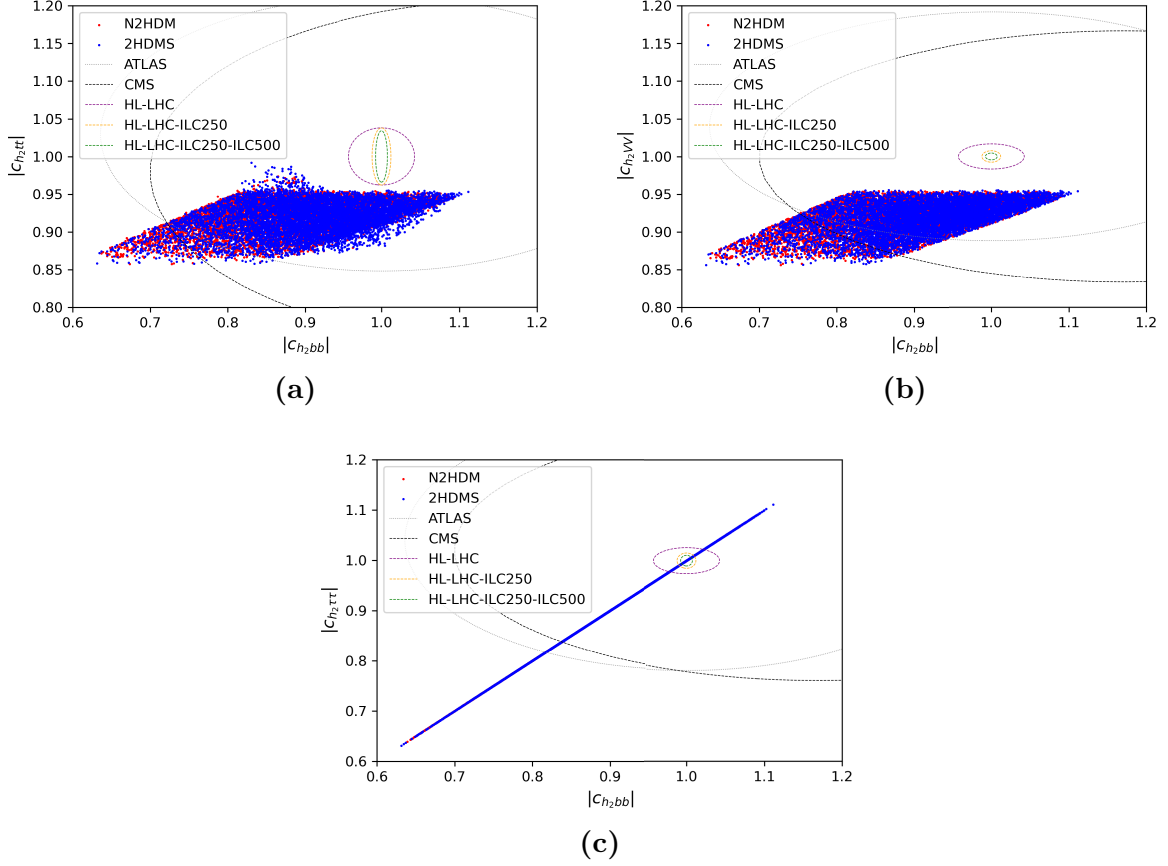 1.20
1.15
1.10
1.05
1.00
0.95
0.90
0.85
0.80
|c_{h_2tt}|
N2HDM
2HDMS
ATLAS
CMS
HL-LHC
HL-LHC-ILC250
HL-LHC-ILC250-ILC500
0.6 0.7 0.8 0.9 1.0 1.1 1.2
|c_{h_2bb}|
(a)
1.20
1.15
1.10
1.05
1.00
0.95
0.90
0.85
0.80
|c_{h_2VV}|
N2HDM
2HDMS
ATLAS
CMS
HL-LHC
HL-LHC-ILC250
HL-LHC-ILC250-ILC500
0.6 0.7 0.8 0.9 1.0 1.1 1.2
|c_{h_2bb}|
(b)
1.2
1.1
1.0
0.9
0.8
0.7
0.6
|c_{h_2ττ}|
N2HDM
2HDMS
ATLAS
CMS
HL-LHC
HL-LHC-ILC250
HL-LHC-ILC250-ILC500
0.6 0.7 0.8 0.9 1.0 1.1 1.2
|c_{h_2bb}|
(c)